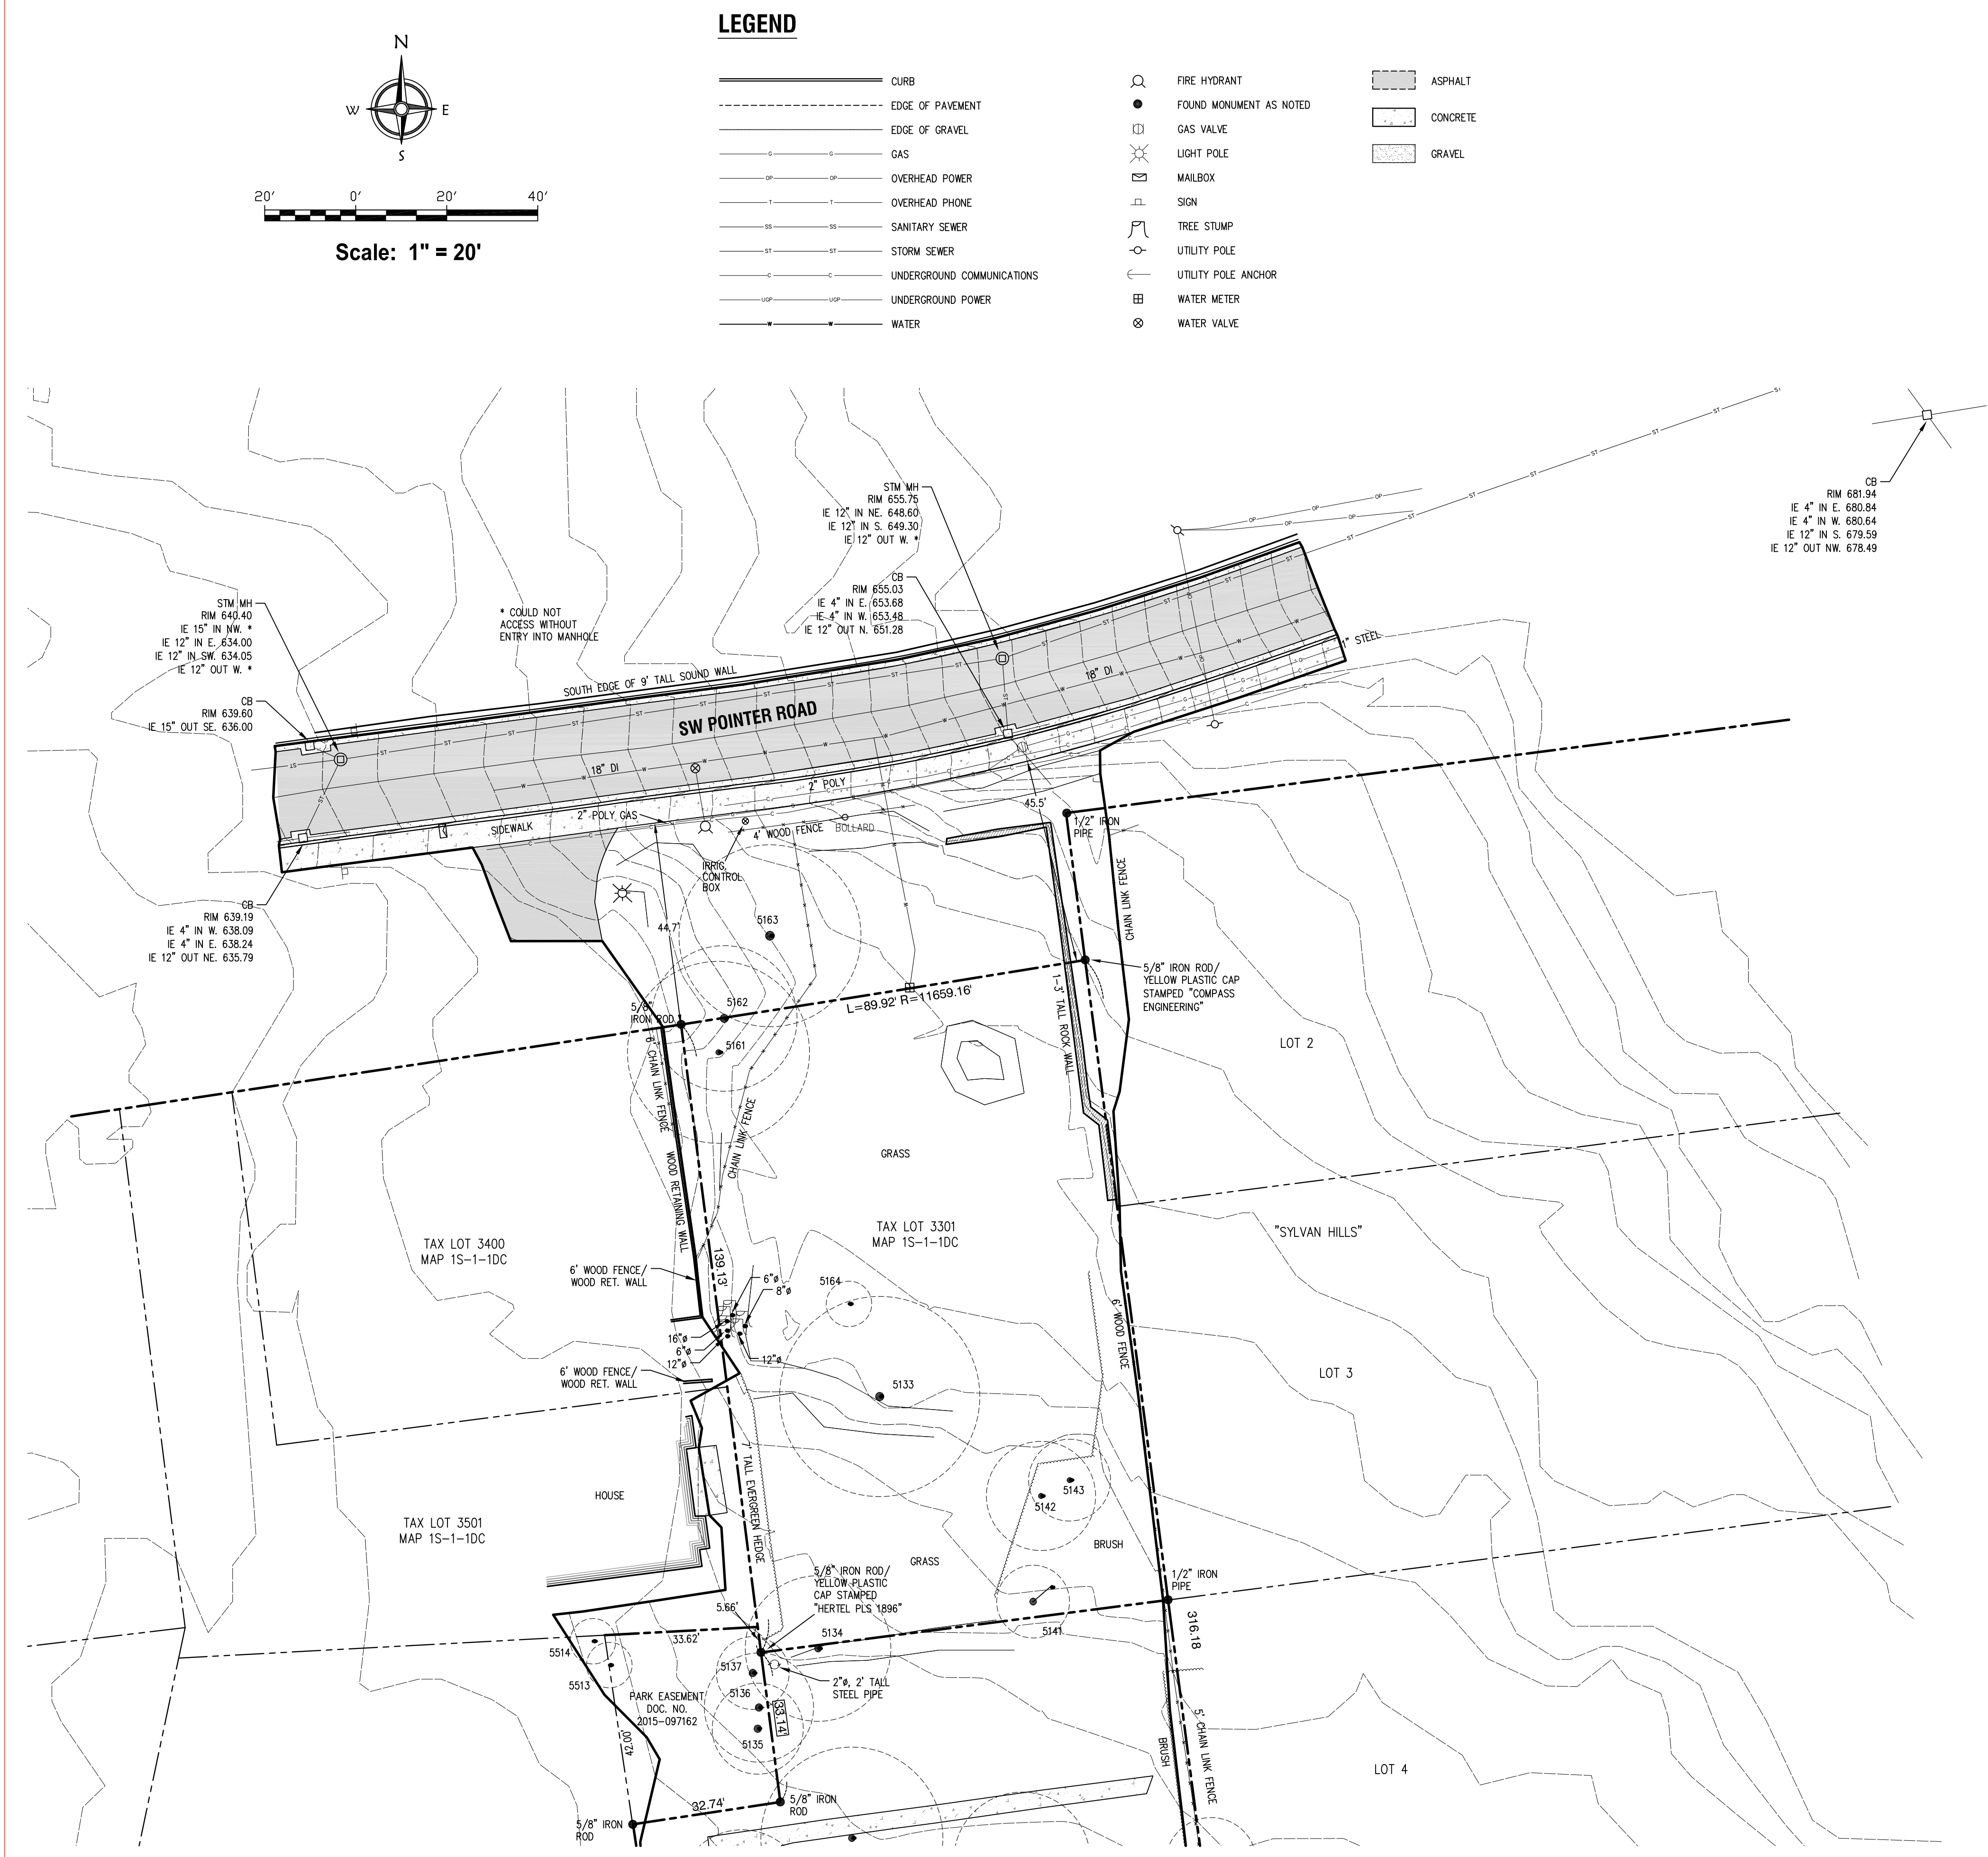 LEGEND
N
W
E
S
20'
0'
20'
40'
Scale: 1" = 20'
CURB
EDGE OF PAVEMENT
EDGE OF GRAVEL
G
G
GAS
OP
OP
OVERHEAD POWER
T
T
OVERHEAD PHONE
SS
SS
SANITARY SEWER
ST
ST
STORM SEWER
C
C
UNDERGROUND COMMUNICATIONS
UGP
UGP
UNDERGROUND POWER
W
W
WATER
FIRE HYDRANT
FOUND MONUMENT AS NOTED
GAS VALVE
LIGHT POLE
MAILBOX
SIGN
TREE STUMP
UTILITY POLE
UTILITY POLE ANCHOR
WATER METER
WATER VALVE
ASPHALT
CONCRETE
GRAVEL
CB
RIM 681.94
IE 4" IN E. 680.84
IE 4" IN W. 680.64
IE 12" IN S. 679.59
IE 12" OUT NW. 678.49
STM MH
RIM 655.75
IE 12" IN NE. 648.60
IE 12" IN S. 649.30
IE 12" OUT W. *
CB
RIM 655.03
IE 4" IN E. 653.68
IE 4" IN W. 653.48
IE 12" OUT N. 651.28
* COULD NOT
ACCESS WITHOUT
ENTRY INTO MANHOLE
STM MH
RIM 640.40
IE 15" IN NW. *
IE 12" IN E. 634.00
IE 12" IN SW. 634.05
IE 12" OUT W. *
CB
RIM 639.60
IE 15" OUT SE. 636.00
CB
RIM 639.19
IE 4" IN W. 638.09
IE 4" IN E. 638.24
IE 12" OUT NE. 635.79
SOUTH EDGE OF 9' TALL SOUND WALL
SW POINTER ROAD
18" DI
18" DI
1" STEEL
2" POLY
2" POLY GAS
SIDEWALK
4' WOOD FENCE
BOLLARD
IRRIG.
CONTROL
BOX
45.5'
1/2" IRON
PIPE
CHAIN LINK FENCE
5163
44.7'
5/8"
IRON ROD
5162
5161
L=89.92' R=11659.16'
5/8" IRON ROD/
YELLOW PLASTIC CAP
STAMPED "COMPASS
ENGINEERING"
1-3' TALL ROCK WALL
LOT 2
6' CHAIN LINK FENCE
WOOD RETAINING WALL
CHAIN LINK FENCE
GRASS
TAX LOT 3400
MAP 1S-1-1DC
TAX LOT 3301
MAP 1S-1-1DC
"SYLVAN HILLS"
139.13'
6' WOOD FENCE/
WOOD RET. WALL
6"ø
8"ø
16"ø
6"ø
12"ø
12"ø
5164
6' WOOD FENCE
6' WOOD FENCE/
WOOD RET. WALL
5133
LOT 3
HOUSE
7' TALL EVERGREEN HEDGE
5143
5142
TAX LOT 3501
MAP 1S-1-1DC
BRUSH
GRASS
5/8" IRON ROD/
YELLOW PLASTIC
CAP STAMPED
"HERTEL PLS 1896"
5.66'
1/2" IRON
PIPE
316.18
5141
5134
33.62'
5514
5513
5137
5136
5135
2"ø, 2' TALL
STEEL PIPE
PARK EASEMENT
DOC. NO.
2015-097162
33.14'
42.00'
32.74'
5/8" IRON
ROD
5/8" IRON
ROD
BRUSH
5' CHAIN LINK FENCE
LOT 4